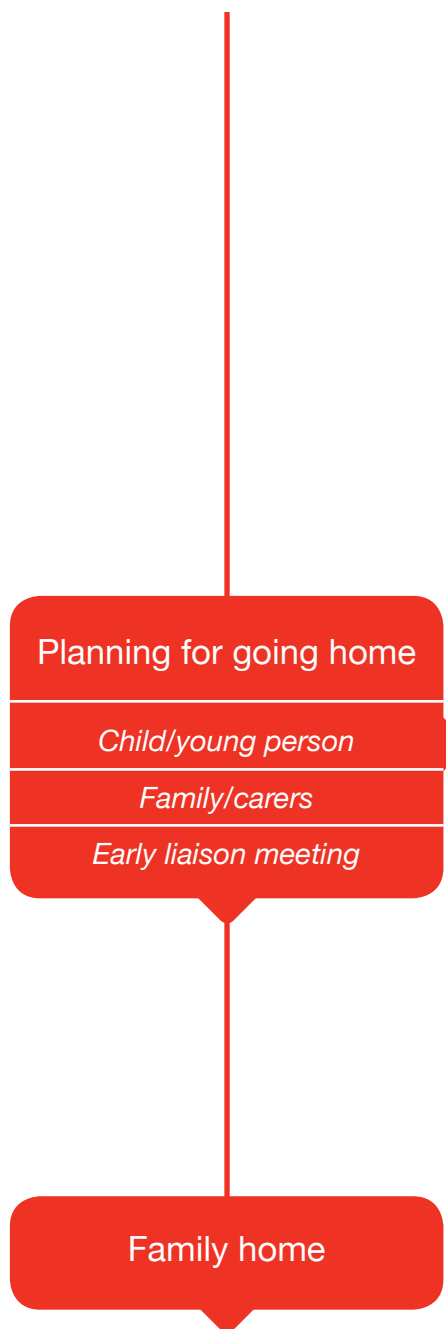 Planning for going home
Child/young person
Family/carers
Early liaison meeting
Family home